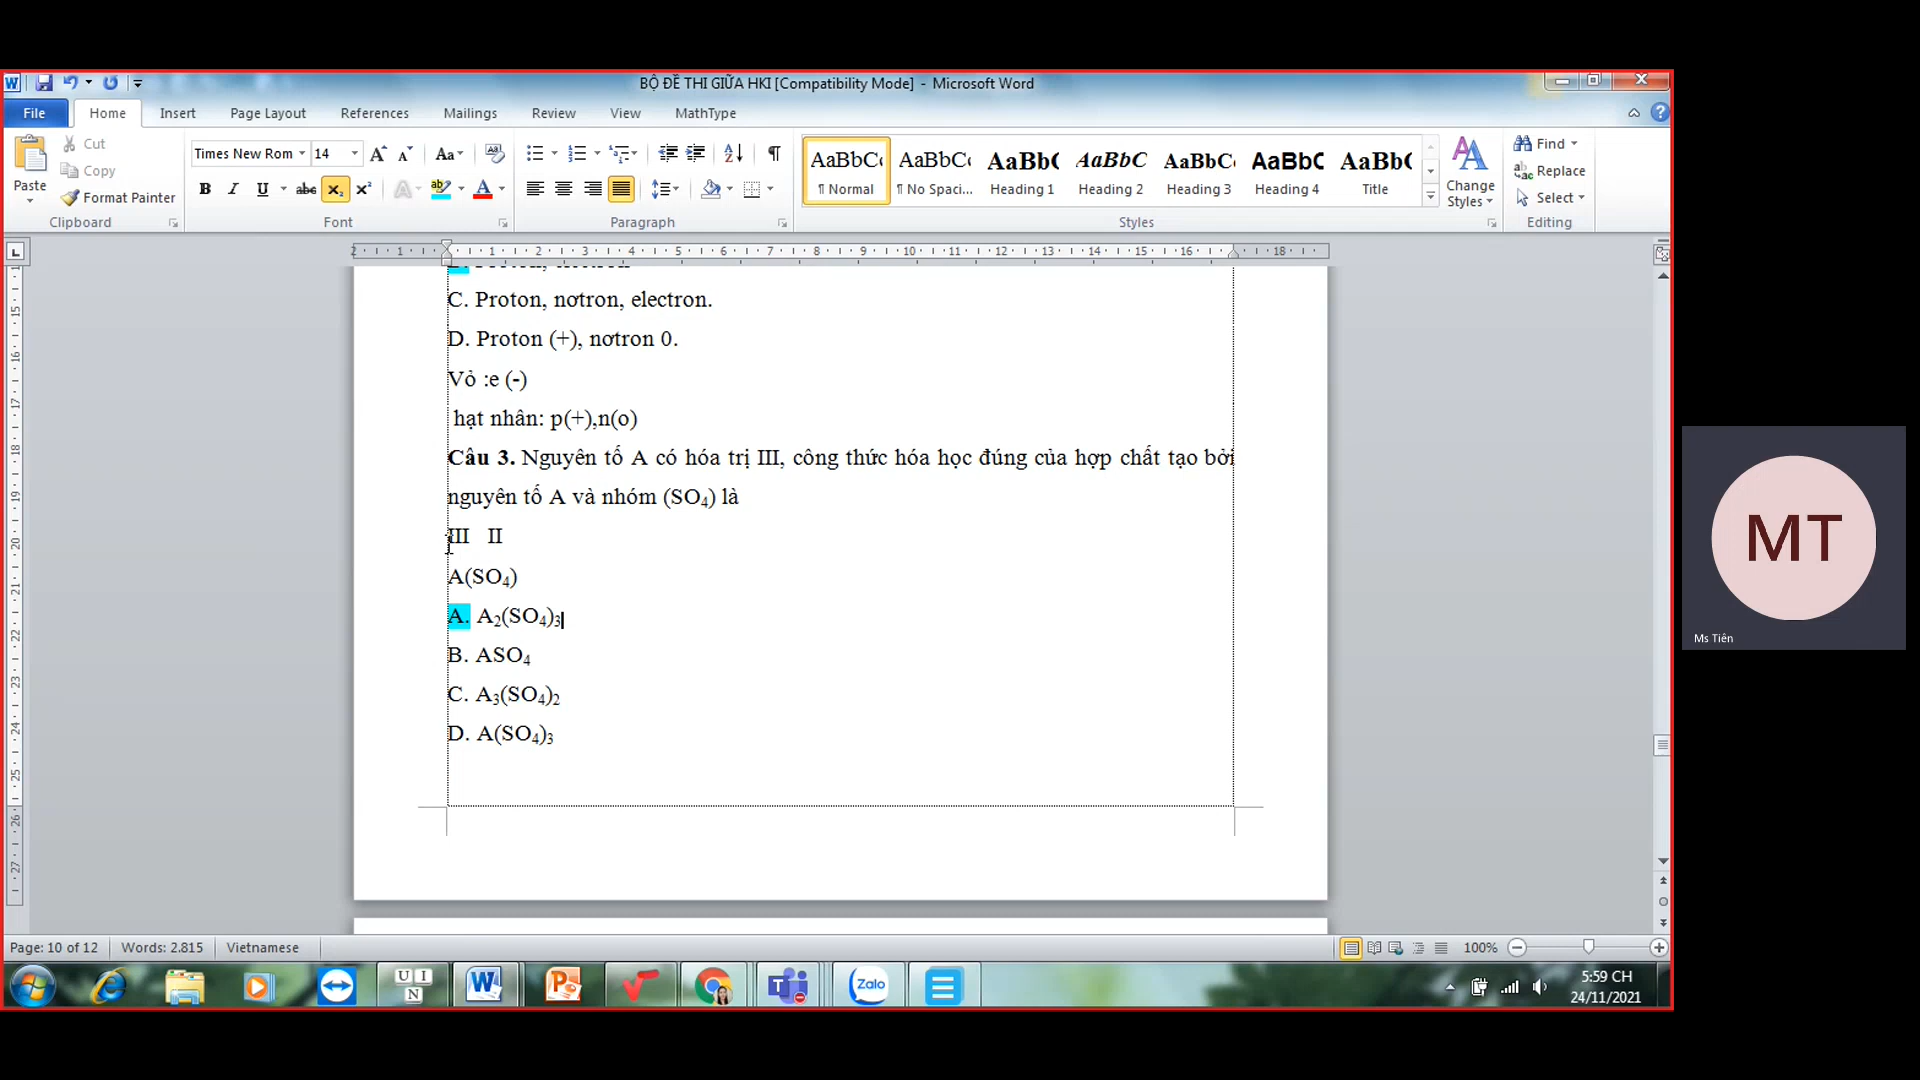 BỘ ĐỀ THI GIỮA HKI [Compatibility Mode] - Microsoft Word
File Home Insert Page Layout References Mailings Review View MathType
Paste
Cut
Copy
Format Painter
Clipboard
Times New Rom 14
Font
Paragraph
AaBbCc AaBbCc AaBb( AaBbC AaBbC AaBbC AaBb(
¶ Normal ¶ No Spaci... Heading 1 Heading 2 Heading 3 Heading 4 Title
Change Styles
Styles
Find
Replace
Select
Editing
C. Proton, nơtron, electron.
D. Proton (+), nơtron 0.
Vỏ :e (-)
hạt nhân: p(+),n(o)
Câu 3. Nguyên tố A có hóa trị III, công thức hóa học đúng của hợp chất tạo bởi
nguyên tố A và nhóm (SO₄) là
III II
A(SO₄)
A. A₂(SO₄)₃
B. ASO₄
C. A₃(SO₄)₂
D. A(SO₄)₃
MT
Ms Tiên
Page: 10 of 12 Words: 2.815 Vietnamese 100%
U I
N
Zalo
5:59 CH
24/11/2021